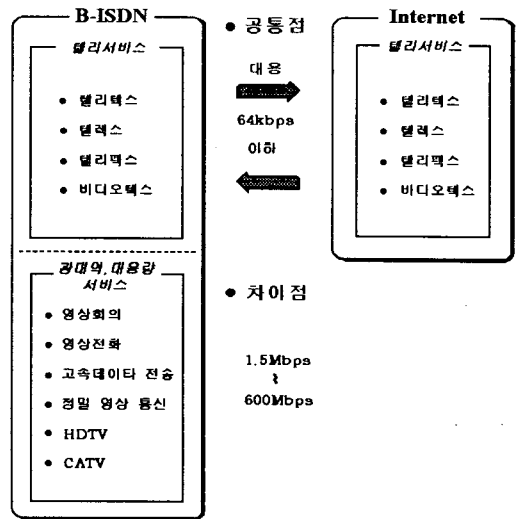 B-ISDN
텔리서비스
• 텔리텍스
• 텔렉스
• 텔리팩스
• 비디오텍스
광대역, 대용량
서비스
• 영상회의
• 영상전화
• 고속데이타 전송
• 정밀 영상 통신
• HDTV
• CATV
• 공통점
대용
64kbps
이하
• 차이점
1.5Mbps
~
600Mbps
Internet
텔리서비스
• 텔리텍스
• 텔렉스
• 텔리팩스
• 바디오텍스